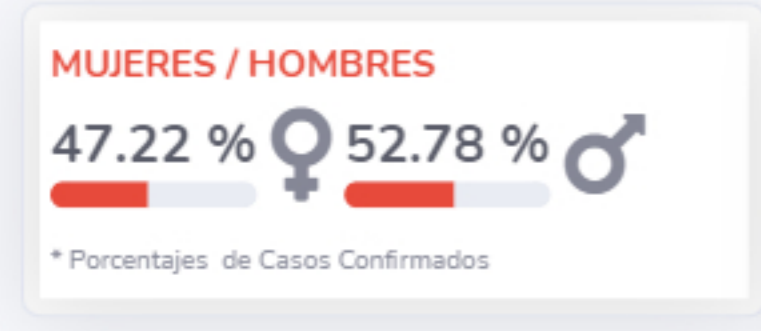 MUJERES / HOMBRES
47.22 % 52.78 %
* Porcentajes de Casos Confirmados